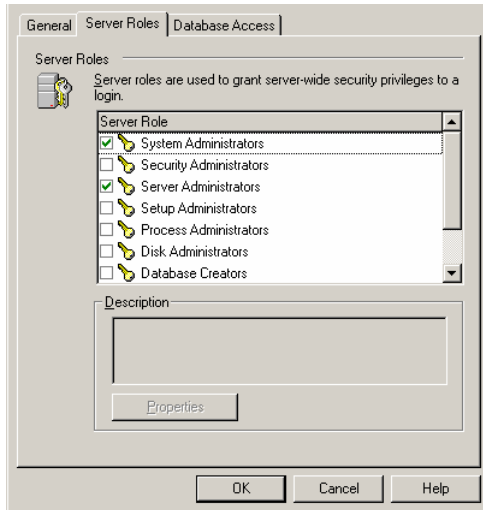 General Server Roles Database Access
Server Roles
Server roles are used to grant server-wide security privileges to a
login.
Server Role
System Administrators
Security Administrators
Server Administrators
Setup Administrators
Process Administrators
Disk Administrators
Database Creators
Description
Properties
OK Cancel Help